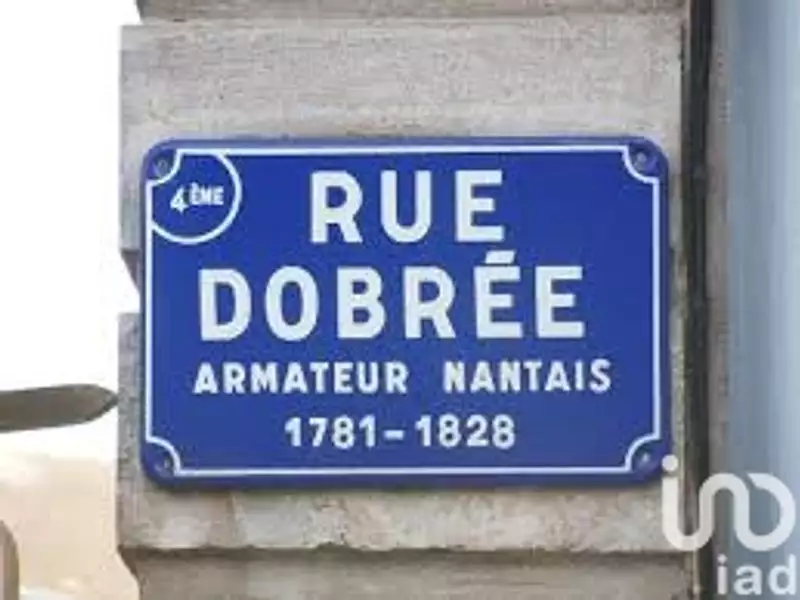 4ÈME
RUE
DOBRÉE
ARMATEUR NANTAIS
1781-1828
iad